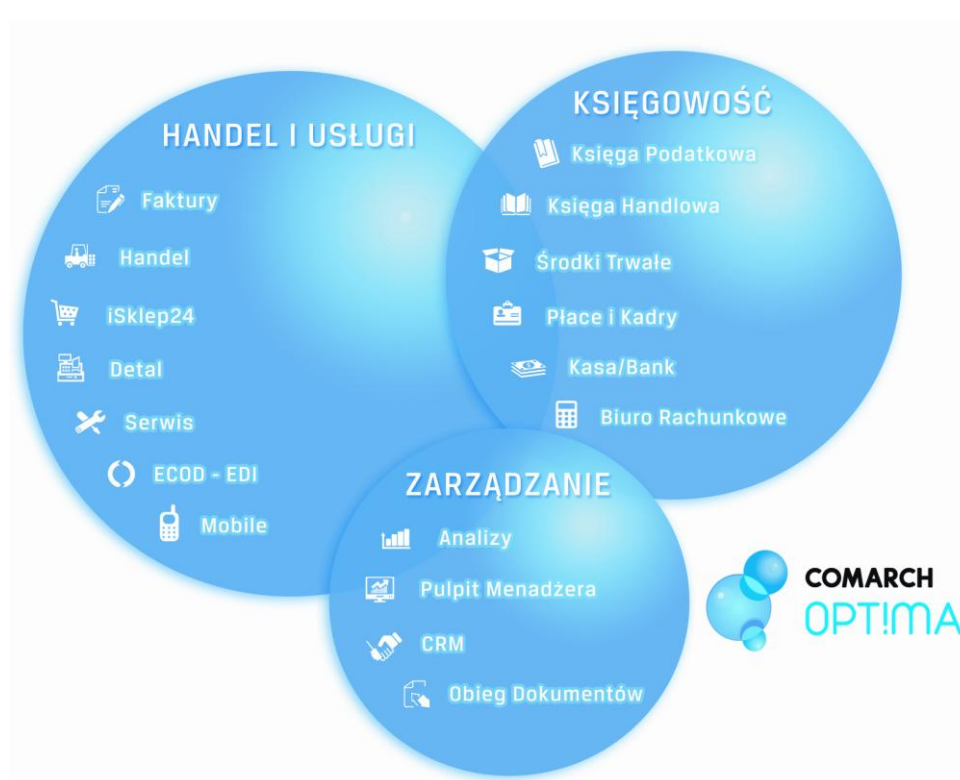 HANDEL I USŁUGI
Faktury
Handel
iSklep24
Detal
Serwis
ECOD - EDI
Mobile
KSIĘGOWOŚĆ
Księga Podatkowa
Księga Handlowa
Środki Trwałe
Płace i Kadry
Kasa/Bank
Biuro Rachunkowe
ZARZĄDZANIE
Analizy
Pulpit Menadżera
CRM
Obieg Dokumentów
COMARCH
OPT!MA